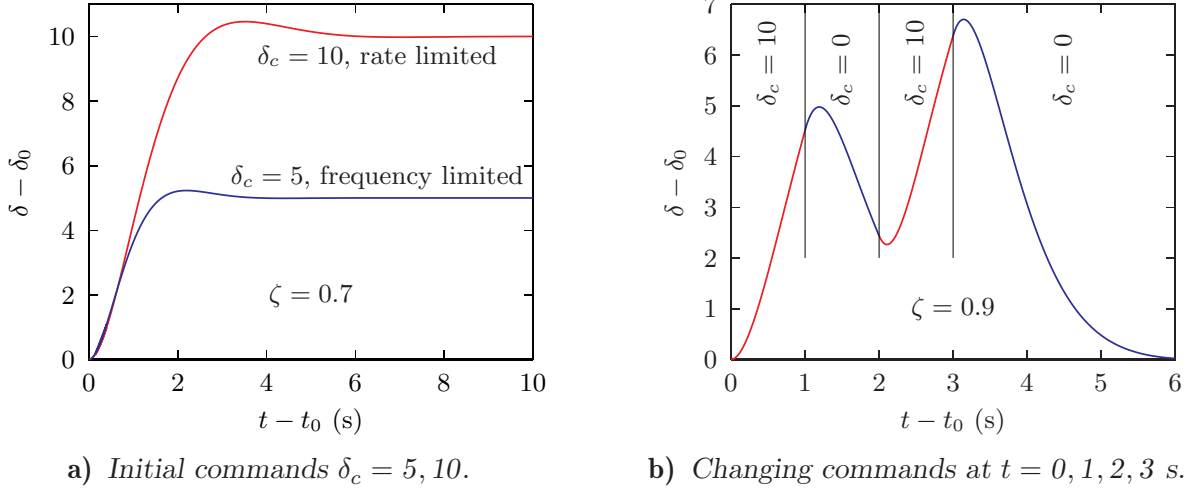 10
8
6
4
2
0
δ − δ₀
δc = 10, rate limited
δc = 5, frequency limited
ζ = 0.7
0 2 4 6 8 10
t − t₀ (s)
a) Initial commands δc = 5, 10.
7
6
5
4
3
2
1
0
δ − δ₀
δc = 10
δc = 0
δc = 10
δc = 0
ζ = 0.9
0 1 2 3 4 5 6
t − t₀ (s)
b) Changing commands at t = 0, 1, 2, 3 s.